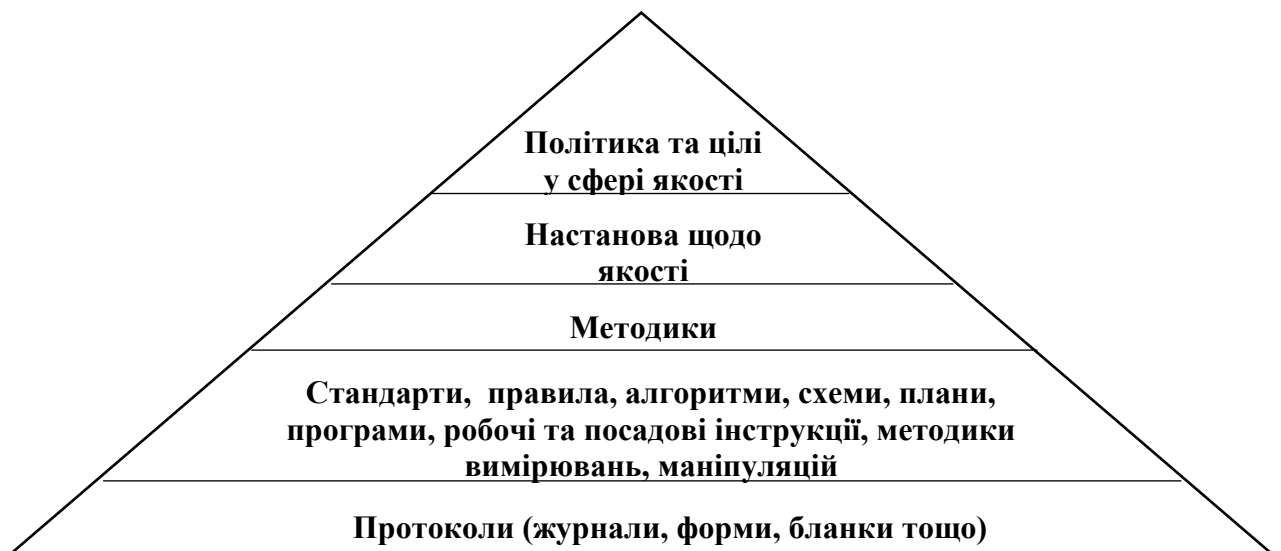 Політика та цілі
у сфері якості
Настанова щодо
якості
Методики
Стандарти, правила, алгоритми, схеми, плани,
програми, робочі та посадові інструкції, методики
вимірювань, маніпуляцій
Протоколи (журнали, форми, бланки тощо)